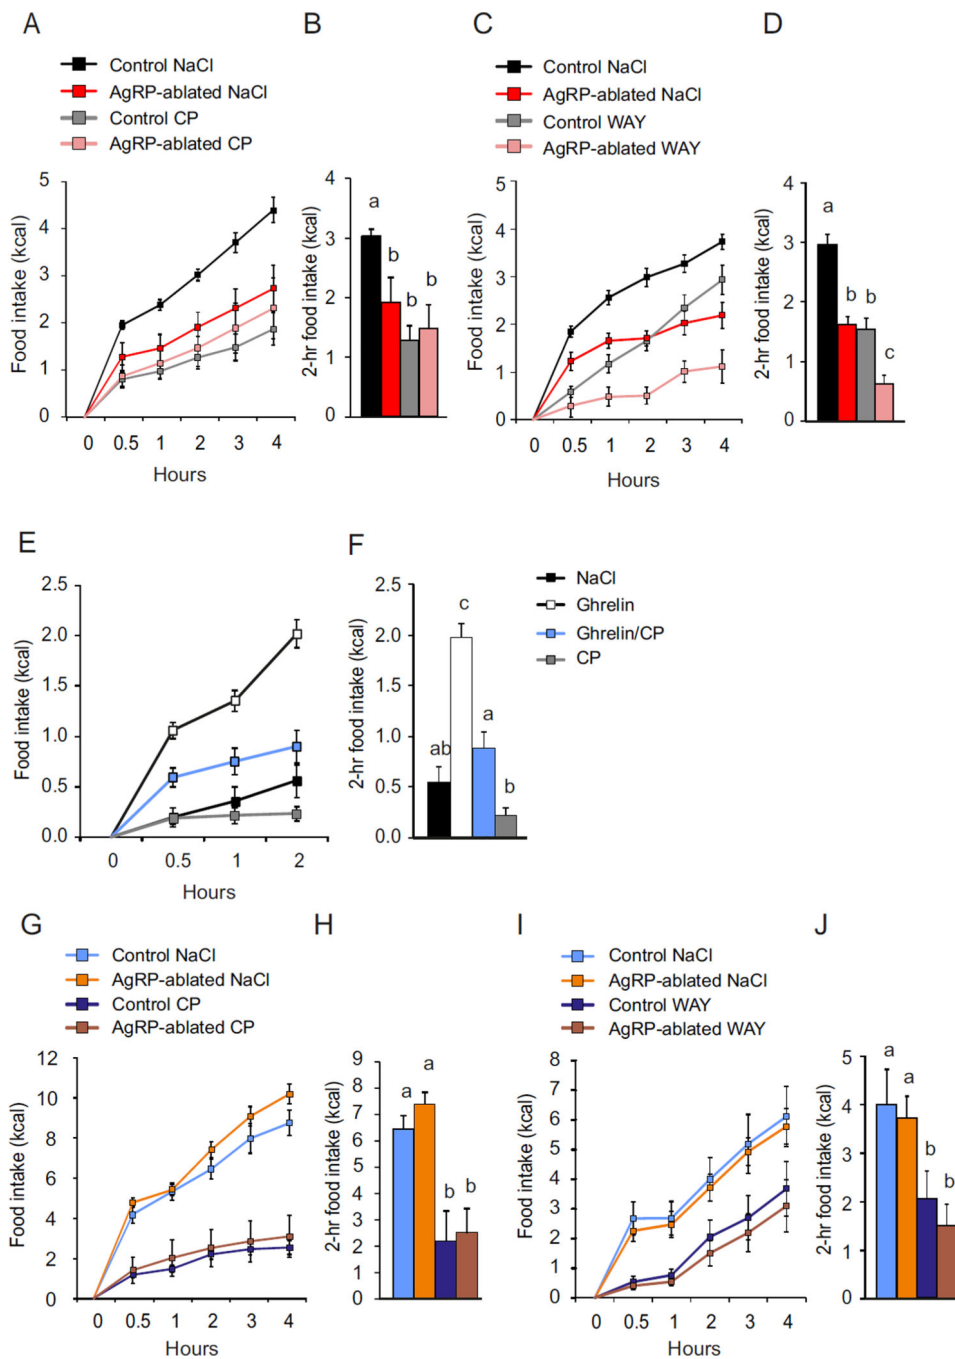 A
Control NaCl
AgRP-ablated NaCl
Control CP
AgRP-ablated CP
5
4
3
2
1
0
Food intake (kcal)
0 0.5 1 2 3 4
Hours
B
4
3
2
1
0
2-hr food intake (kcal)
a
b
b
b
C
Control NaCl
AgRP-ablated NaCl
Control WAY
AgRP-ablated WAY
5
4
3
2
1
0
Food intake (kcal)
0 0.5 1 2 3 4
Hours
D
4
3
2
1
0
2-hr food intake (kcal)
a
b b
c
E
2.5
2.0
1.5
1.0
0.5
0.0
Food intake (kcal)
0 0.5 1 2
Hours
F
2.5
2.0
1.5
1.0
0.5
0.0
2-hr food intake (kcal)
ab
c
a
b
NaCl
Ghrelin
Ghrelin/CP
CP
G
Control NaCl
AgRP-ablated NaCl
Control CP
AgRP-ablated CP
12
10
8
6
4
2
0
Food intake (kcal)
0 0.5 1 2 3 4
Hours
H
9
8
7
6
5
4
3
2
1
0
2-hr food intake (kcal)
a
a
b b
I
Control NaCl
AgRP-ablated NaCl
Control WAY
AgRP-ablated WAY
8
7
6
5
4
3
2
1
0
Food intake (kcal)
0 0.5 1 2 3 4
Hours
J
5
4
3
2
1
0
2-hr food intake (kcal)
a
a
b
b